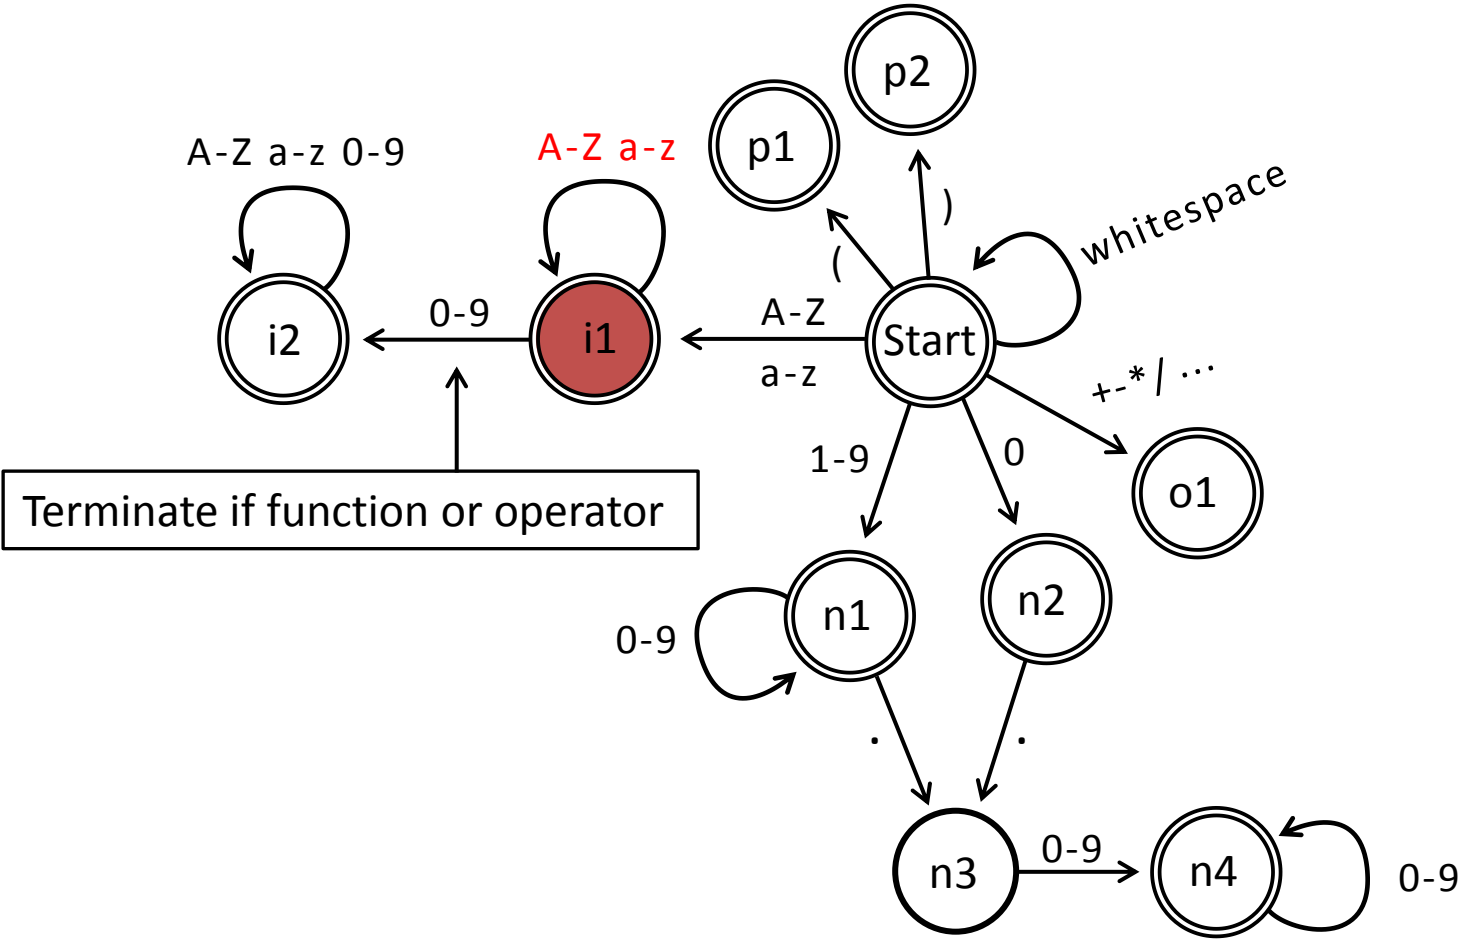 p2
p1
A-Z a-z 0-9
A-Z a-z
)
whitespace
(
A-Z
0-9
i2
i1
Start
a-z
+-*/ ...
1-9
0
o1
Terminate if function or operator
n1
n2
0-9
.
.
n3
0-9
n4
0-9